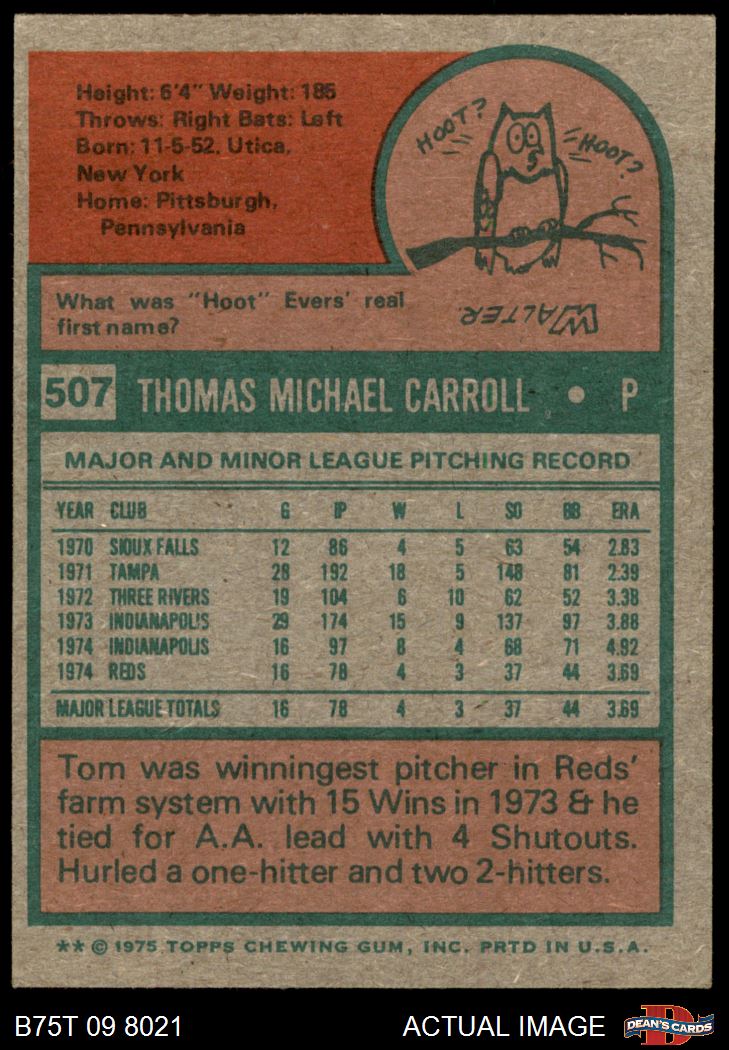 Height: 6'4" Weight: 185
Throws: Right Bats: Left
Born: 11-5-52, Utica,
New York
Home: Pittsburgh,
Pennsylvania
HOOT?
HOOT?
What was "Hoot" Evers' real
first name?
WALTER.
507 THOMAS MICHAEL CARROLL • P
MAJOR AND MINOR LEAGUE PITCHING RECORD
YEAR CLUB G IP W L SO BB ERA
1970 SIOUX FALLS 12 86 4 5 63 54 2.83
1971 TAMPA 28 192 18 5 148 81 2.39
1972 THREE RIVERS 19 104 6 10 62 52 3.38
1973 INDIANAPOLIS 29 174 15 9 137 97 3.88
1974 INDIANAPOLIS 16 97 8 4 68 71 4.92
1974 REDS 16 78 4 3 37 44 3.69
MAJOR LEAGUE TOTALS 16 78 4 3 37 44 3.69
Tom was winningest pitcher in Reds'
farm system with 15 Wins in 1973 & he
tied for A.A. lead with 4 Shutouts.
Hurled a one-hitter and two 2-hitters.
** © 1975 TOPPS CHEWING GUM, INC. PRTD IN U.S.A.
B75T 09 8021 ACTUAL IMAGE DEAN'S CARDS